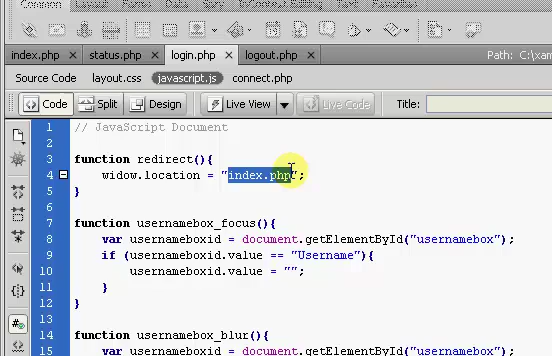 index.php × status.php × login.php × logout.php × Path: C:\xam
Source Code layout.css javascript.js connect.php
Code Split Design Live View Live Code Title:
1 // JavaScript Document
2
3 function redirect(){
4 widow.location = "index.php";
5 }
6
7 function usernamebox_focus(){
8 var usernameboxid = document.getElementById("usernamebox");
9 if (usernameboxid.value == "Username"){
10 usernameboxid.value = "";
11 }
12 }
13
14 function usernamebox_blur(){
15 var usernameboxid = document.getElementById("usernamebox");